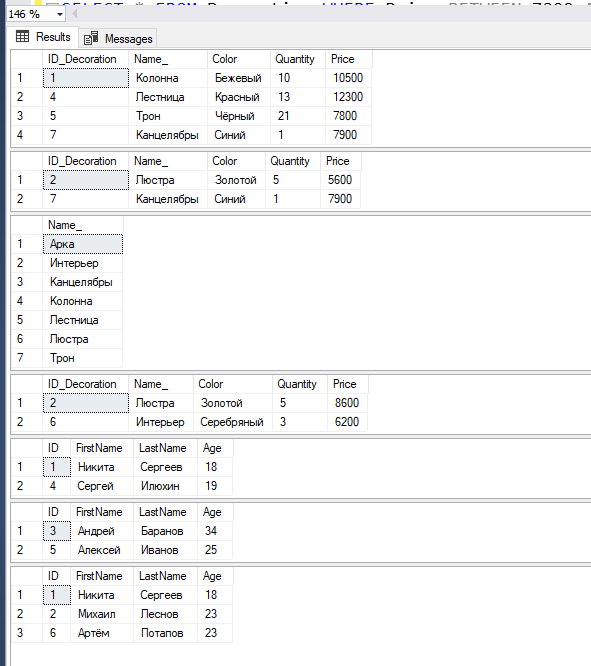 SELECT * FROM Decoration WHERE Price BETWEEN 7800
146 %
Results Messages
ID_Decoration Name_ Color Quantity Price
1 1 Колонна Бежевый 10 10500
2 4 Лестница Красный 13 12300
3 5 Трон Чёрный 21 7800
4 7 Канцелябры Синий 1 7900
ID_Decoration Name_ Color Quantity Price
1 2 Люстра Золотой 5 5600
2 7 Канцелябры Синий 1 7900
Name_
1 Арка
2 Интерьер
3 Канцелябры
4 Колонна
5 Лестница
6 Люстра
7 Трон
ID_Decoration Name_ Color Quantity Price
1 2 Люстра Золотой 5 8600
2 6 Интерьер Серебряный 3 6200
ID FirstName LastName Age
1 1 Никита Сергеев 18
2 4 Сергей Илюхин 19
ID FirstName LastName Age
1 3 Андрей Баранов 34
2 5 Алексей Иванов 25
ID FirstName LastName Age
1 1 Никита Сергеев 18
2 2 Михаил Леснов 23
3 6 Артём Потапов 23